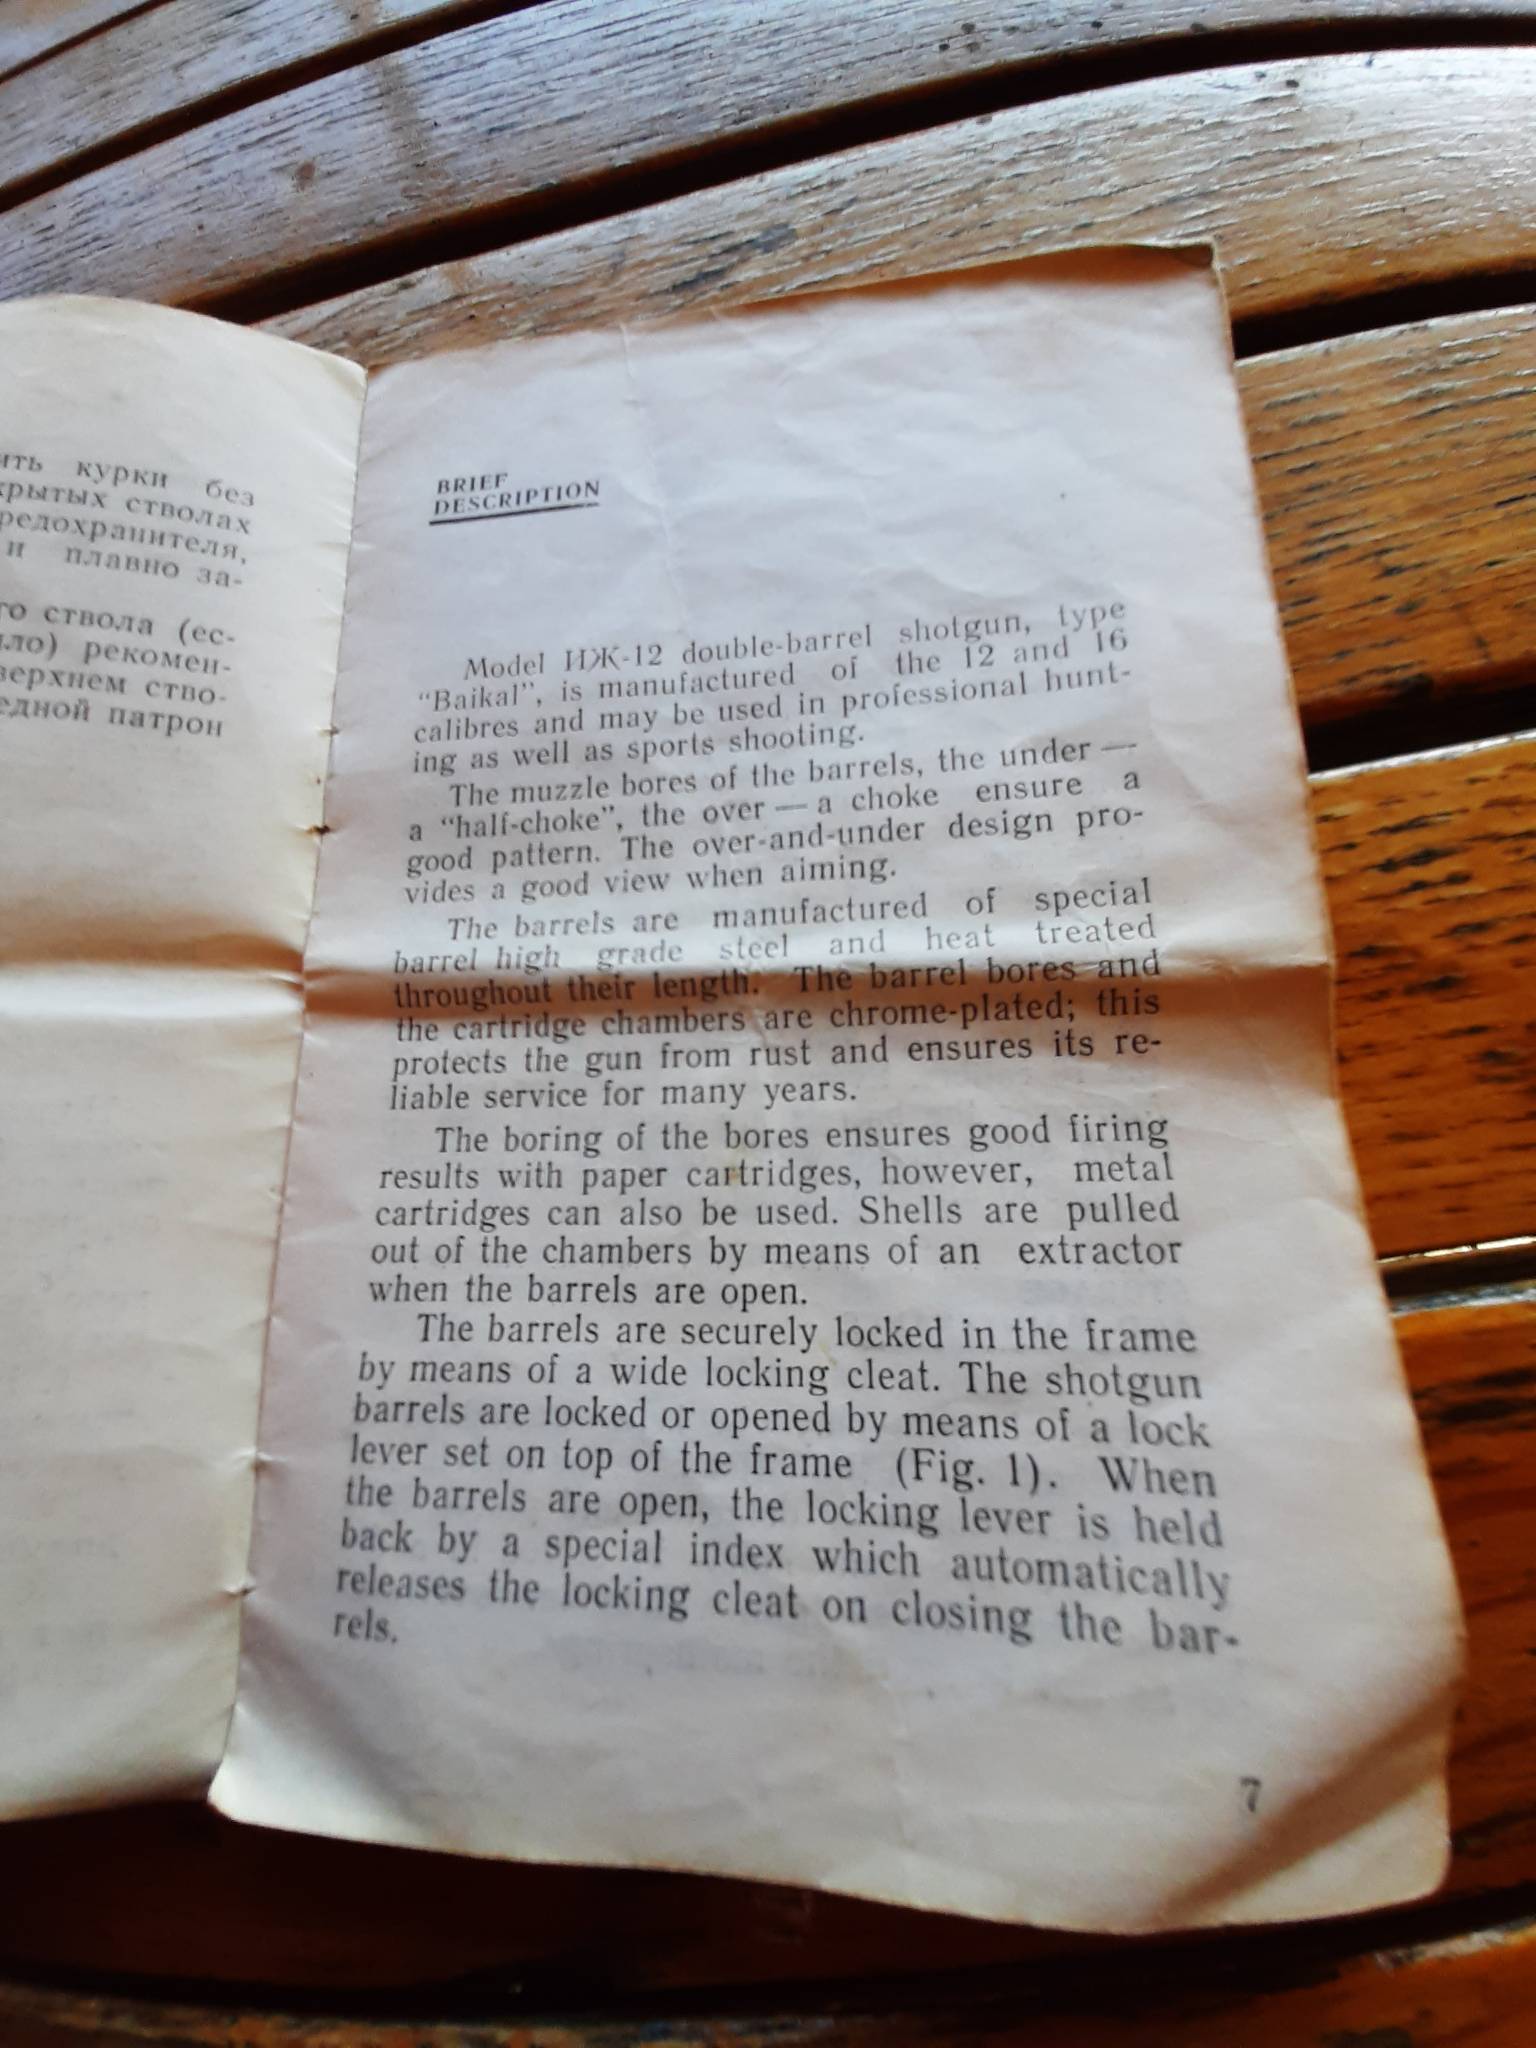 ить курки без
крытых стволах
редохранителя,
и плавно за-
го ствола (ес-
ло) рекомен-
верхнем ство-
едной патрон
BRIEF
DESCRIPTION
Model ИЖ-12 double-barrel shotgun, type
“Baikal”, is manufactured of the 12 and 16
calibres and may be used in professional hunt-
ing as well as sports shooting.
The muzzle bores of the barrels, the under —
a “half-choke”, the over — a choke ensure a
good pattern. The over-and-under design pro-
vides a good view when aiming.
The barrels are manufactured of special
barrel high grade steel and heat treated
throughout their length. The barrel bores and
the cartridge chambers are chrome-plated; this
protects the gun from rust and ensures its re-
liable service for many years.
The boring of the bores ensures good firing
results with paper cartridges, however, metal
cartridges can also be used. Shells are pulled
out of the chambers by means of an extractor
when the barrels are open.
The barrels are securely locked in the frame
by means of a wide locking cleat. The shotgun
barrels are locked or opened by means of a lock
lever set on top of the frame (Fig. 1). When
the barrels are open, the locking lever is held
back by a special index which automatically
releases the locking cleat on closing the bar-
rels.
7